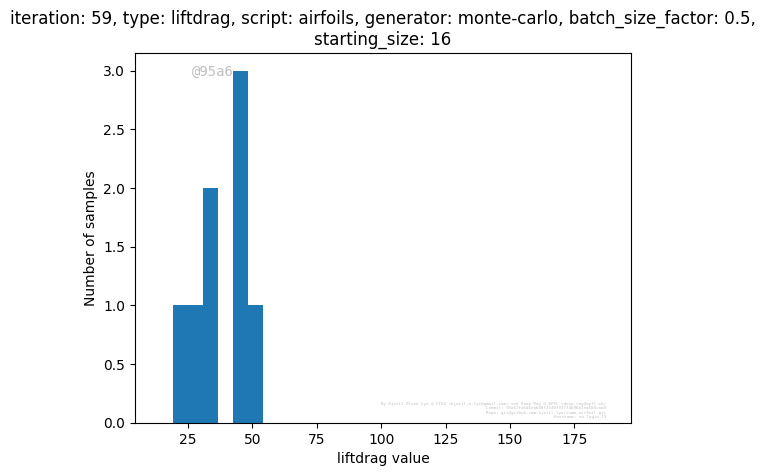 iteration: 59, type: liftdrag, script: airfoils, generator: monte-carlo, batch_size_factor: 0.5,
starting_size: 16
@95a6
3.0
2.5
2.0
1.5
1.0
0.5
0.0
Number of samples
25 50 75 100 125 150 175
liftdrag value